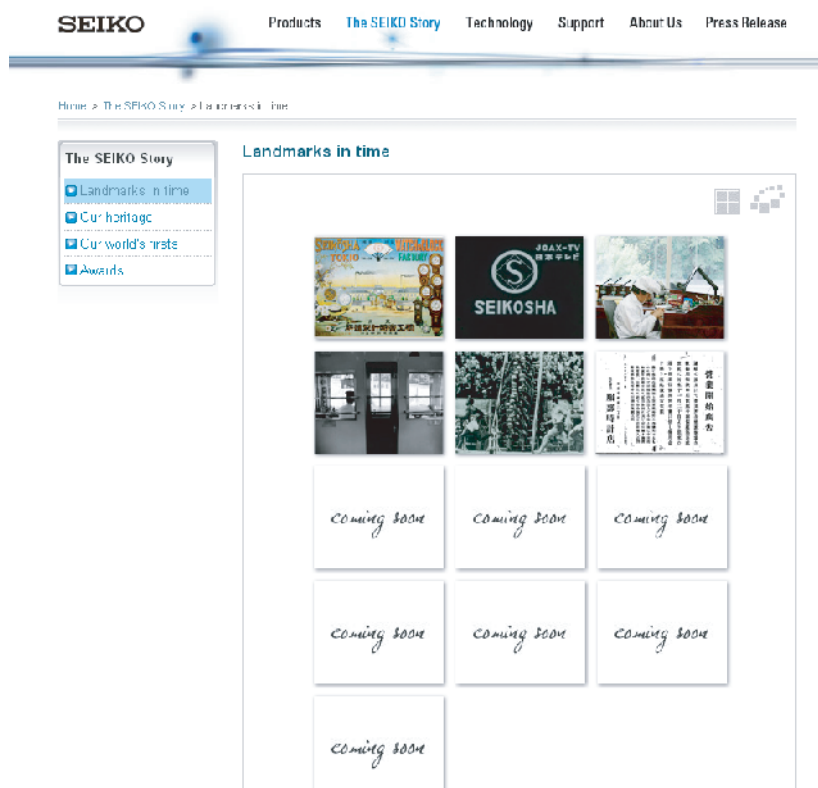 SEIKO
Products The SEIKO Story Technology Support About Us Press Release
Home > The SEIKO Story > Landmarks in time
The SEIKO Story
Landmarks in time
Our heritage
Our world's firsts
Awards
Landmarks in time
TOKIO
FACTORY
JOAX-TV
日本テレビ
SEIKOSHA
營業開始廣告
服部時計店
coming soon coming soon coming soon
coming soon coming soon coming soon
coming soon